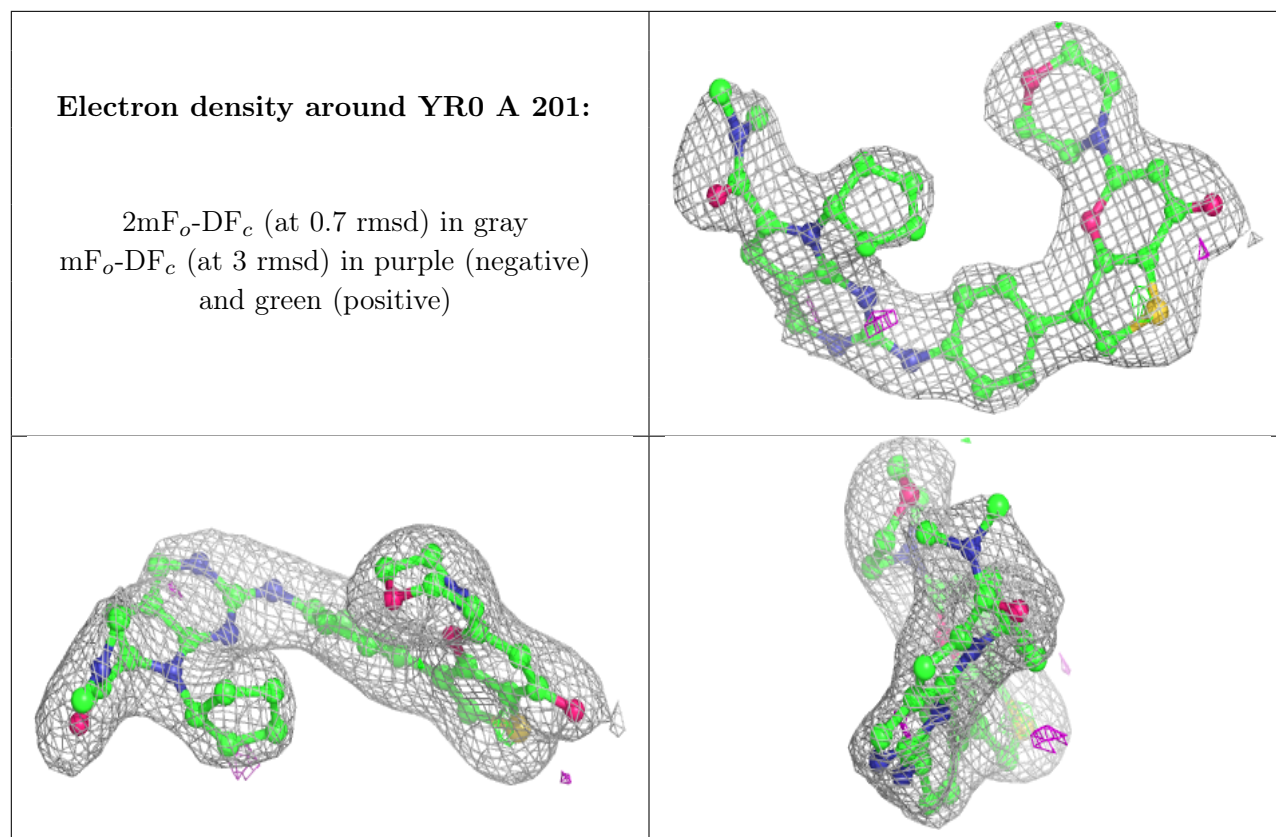 Electron density around YR0 A 201:
2mFo-DFc (at 0.7 rmsd) in gray
mFo-DFc (at 3 rmsd) in purple (negative)
and green (positive)